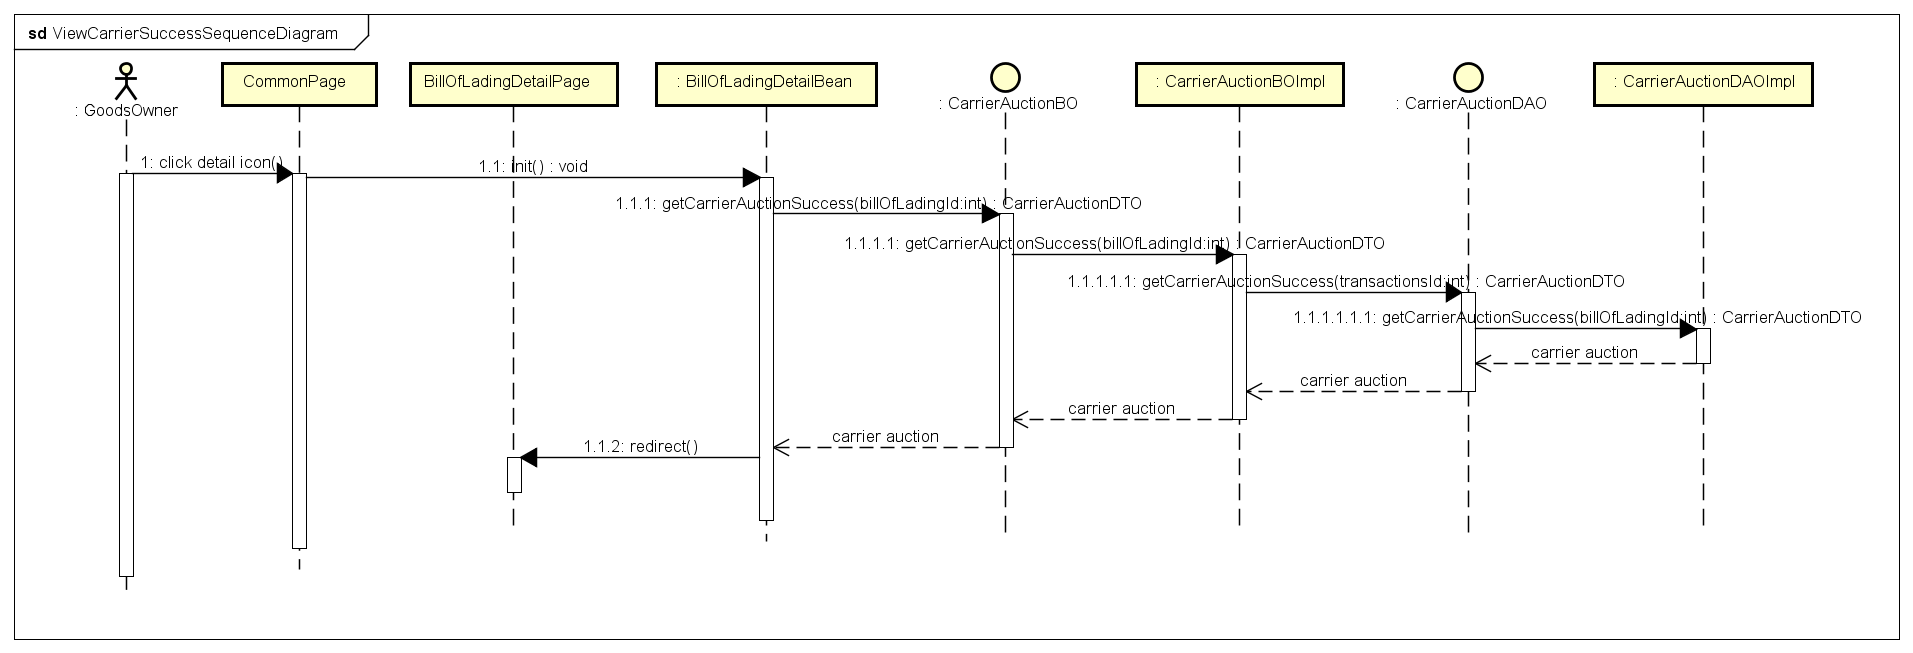 sd ViewCarrierSuccessSequenceDiagram
: GoodsOwner
CommonPage
BillOfLadingDetailPage
: BillOfLadingDetailBean
: CarrierAuctionBO
: CarrierAuctionBOImpl
: CarrierAuctionDAO
: CarrierAuctionDAOImpl
1: click detail icon()
1.1: init() : void
1.1.1: getCarrierAuctionSuccess(billOfLadingId:int) : CarrierAuctionDTO
1.1.1.1: getCarrierAuctionSuccess(billOfLadingId:int) : CarrierAuctionDTO
1.1.1.1.1: getCarrierAuctionSuccess(transactionsId:int) : CarrierAuctionDTO
1.1.1.1.1.1: getCarrierAuctionSuccess(billOfLadingId:int) : CarrierAuctionDTO
carrier auction
carrier auction
carrier auction
carrier auction
1.1.2: redirect()